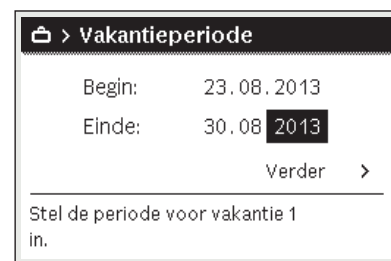 > Vakantieperiode
Begin: 23.08.2013
Einde: 30.08 2013
Verder >
Stel de periode voor vakantie 1
in.